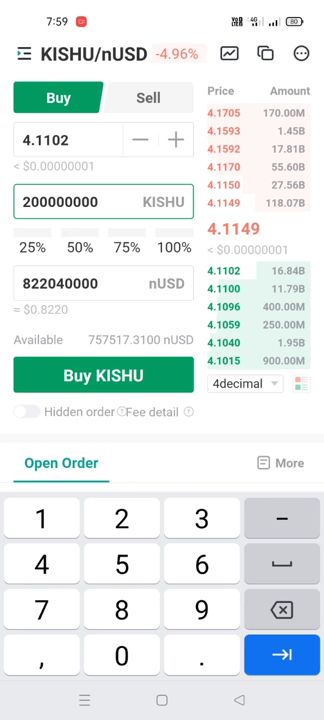 7:59
VoWiFi 4G 80
KISHU/nUSD -4.96%
Buy
Sell
4.1102
< $0.00000001
200000000 KISHU
25% 50% 75% 100%
822040000 nUSD
≈ $0.8220
Available 757517.3100 nUSD
Buy KISHU
Hidden order Fee detail
Price Amount
4.1705 170.00M
4.1593 1.45B
4.1592 17.81B
4.1170 55.60B
4.1150 27.56B
4.1149 118.07B
4.1149
< $0.00000001
4.1102 16.84B
4.1100 11.79B
4.1096 400.00M
4.1059 250.00M
4.1040 1.95B
4.1015 900.00M
4decimal
Open Order
More
1 2 3 −
4 5 6
7 8 9
, 0 .